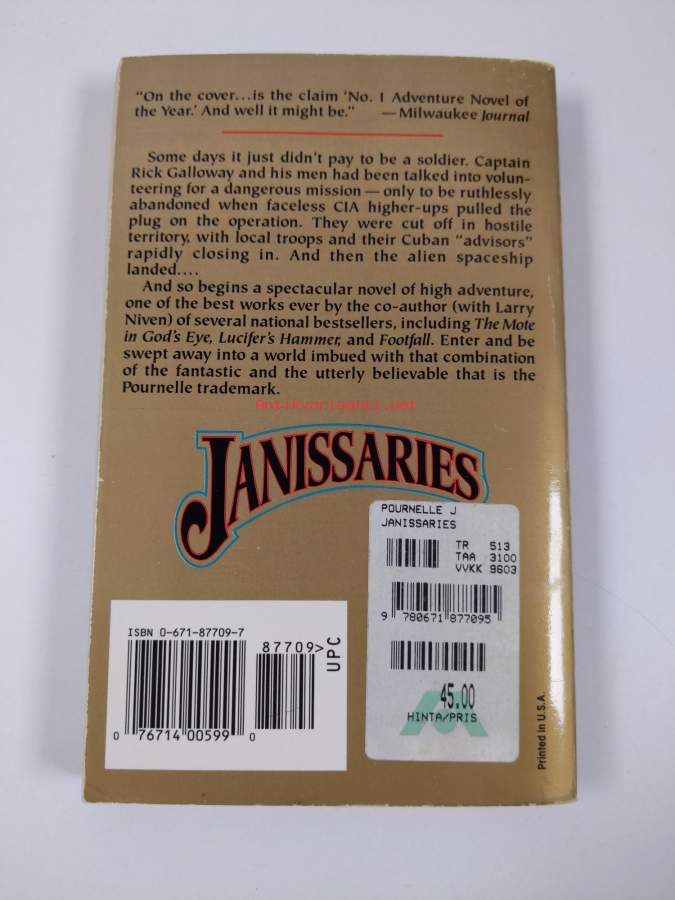 “On the cover...is the claim ‘No. 1 Adventure Novel of
the Year.’ And well it might be.” —Milwaukee Journal
Some days it just didn't pay to be a soldier. Captain
Rick Galloway and his men had been talked into volun-
teering for a dangerous mission—only to be ruthlessly
abandoned when faceless CIA higher-ups pulled the
plug on the operation. They were cut off in hostile
territory, with local troops and their Cuban “advisors”
rapidly closing in. And then the alien spaceship
landed....
And so begins a spectacular novel of high adventure,
one of the best works ever by the co-author (with Larry
Niven) of several national bestsellers, including The Mote
in God's Eye, Lucifer's Hammer, and Footfall. Enter and be
swept away into a world imbued with that combination
of the fantastic and the utterly believable that is the
Pournelle trademark.
Antikvariaatti.net
JANISSARIES
POURNELLE J
JANISSARIES
TR 513
TAA 3100
VVKK 9603
9 780671 877095
45.00
HINTA/PRIS
ISBN 0-671-87709-7
87709>
UPC
0 76714 00599 0
Printed in U.S.A.